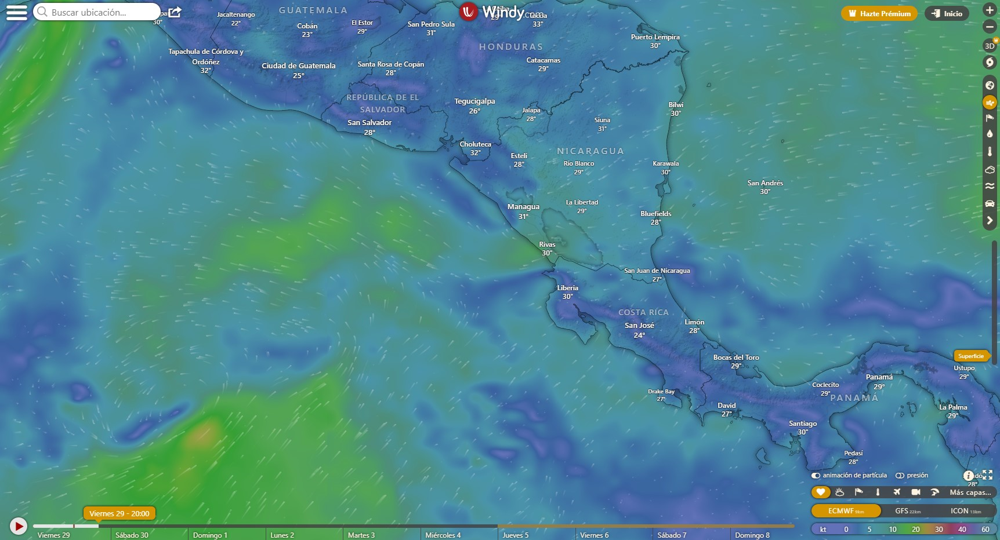 Buscar ubicación...
GUATEMALA
Windy.com
Hazte Prémium
Inicio
3D
30°
Jacaltenango
22°
Cobán
23°
El Estor
29°
San Pedro Sula
31°
29°
33°
HONDURAS
Puerto Lempira
30°
Tapachula de Córdova y
Ordóñez
32°
Ciudad de Guatemala
25°
Santa Rosa de Copán
28°
Catacamas
29°
REPÚBLICA DE EL
SALVADOR
San Salvador
28°
Tegucigalpa
26°
Jalapa
28°
Siuna
31°
Bilwi
30°
Choluteca
32°
Esteli
28°
NICARAGUA
Río Blanco
29°
Karawala
30°
San Andrés
30°
Managua
31°
La Libertad
29°
Bluefields
28°
Rivas
30°
San Juan de Nicaragua
27°
Liberia
30°
COSTA RICA
San José
24°
Limón
28°
Bocas del Toro
29°
Superficie
Ustupo
29°
Panamá
29°
Coclecito
29°
PANAMÁ
Drake Bay
27°
David
27°
La Palma
29°
Santiago
30°
Pedasí
28°
animación de partícula
presión
28°
Más capas...
ECMWF 9km
GFS 22km
ICON 13km
kt 0 5 10 20 30 40 60
Viernes 29 - 20:00
Viernes 29
Sábado 30
Domingo 1
Lunes 2
Martes 3
Miércoles 4
Jueves 5
Viernes 6
Sábado 7
Domingo 8